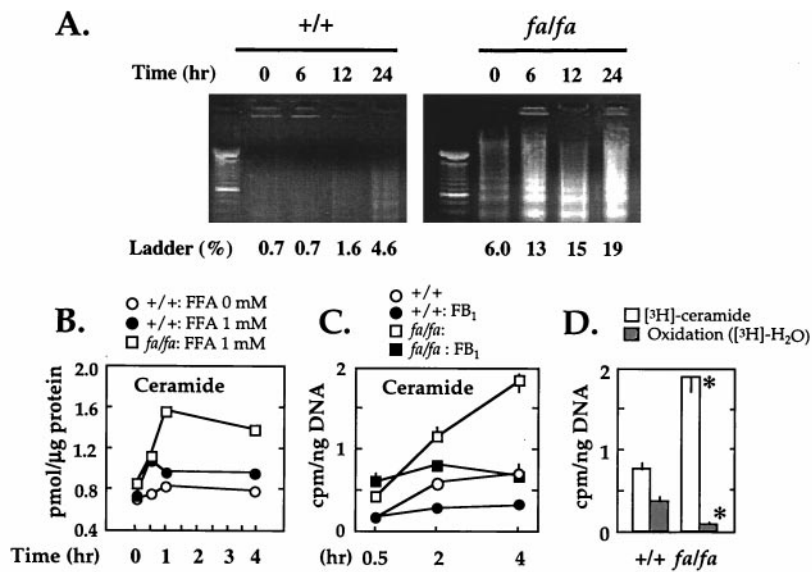 A.
+/+ fa/fa
Time (hr) 0 6 12 24 0 6 12 24
Ladder (%) 0.7 0.7 1.6 4.6 6.0 13 15 19
B.
+/+: FFA 0 mM
+/+: FFA 1 mM
fa/fa: FFA 1 mM
Ceramide
pmol/µg protein
2.0
1.6
1.2
0.8
0.4
Time (hr) 0 1 2 3 4
C.
+/+
+/+: FB1
fa/fa:
fa/fa : FB1
Ceramide
cpm/ng DNA
2
1
0
(hr) 0.5 2 4
D.
[³H]-ceramide
Oxidation ([³H]-H₂O)
cpm/ng DNA
2
1
0
* *
+/+ fa/fa